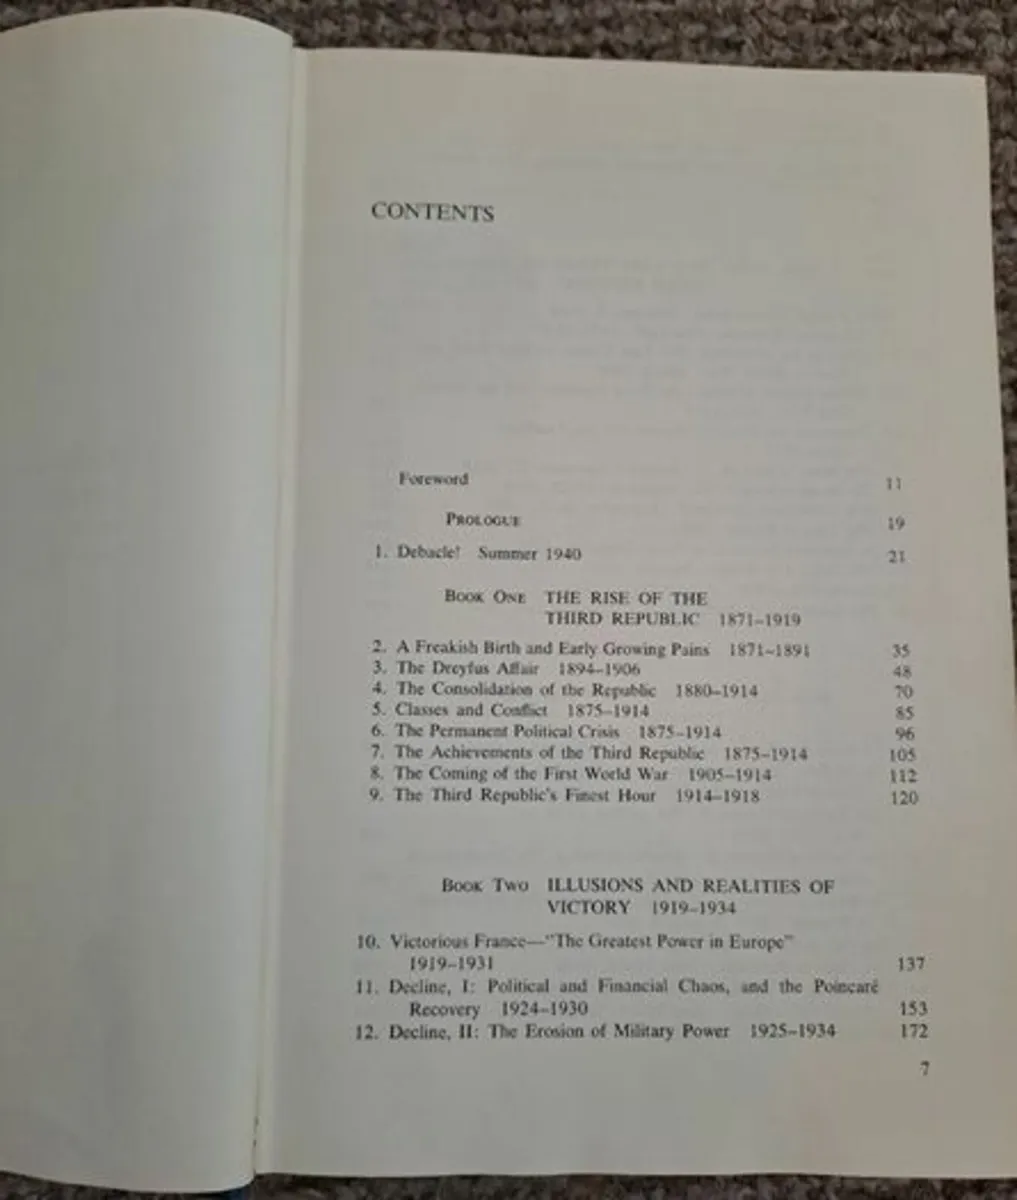 CONTENTS
Foreword 11
PROLOGUE 19
1. Debacle! Summer 1940 21
BOOK ONE THE RISE OF THE
THIRD REPUBLIC 1871–1919
2. A Freakish Birth and Early Growing Pains 1871–1891 35
3. The Dreyfus Affair 1894–1906 48
4. The Consolidation of the Republic 1880–1914 70
5. Classes and Conflict 1875–1914 85
6. The Permanent Political Crisis 1875–1914 96
7. The Achievements of the Third Republic 1875–1914 105
8. The Coming of the First World War 1905–1914 112
9. The Third Republic's Finest Hour 1914–1918 120
BOOK TWO ILLUSIONS AND REALITIES OF
VICTORY 1919–1934
10. Victorious France—"The Greatest Power in Europe"
1919–1931 137
11. Decline, I: Political and Financial Chaos, and the Poincaré
Recovery 1924–1930 153
12. Decline, II: The Erosion of Military Power 1925–1934 172
7